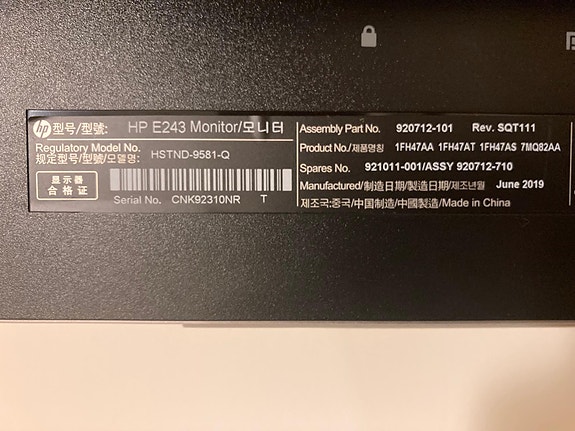 hp 型号/型號: HP E243 Monitor/모니터
Regulatory Model No.
规定型号/型號/모델명: HSTND-9581-Q
显示器
合格证
Serial No. CNK92310NR T
Assembly Part No. 920712-101 Rev. SQT111
Product No./제품명칭 1FH47AA 1FH47AT 1FH47AS 7MQ82AA
Spares No. 921011-001/ASSY 920712-710
Manufactured/制造日期/製造日期/제조년월 June 2019
제조국:중국/中国制造/中國製造/Made in China